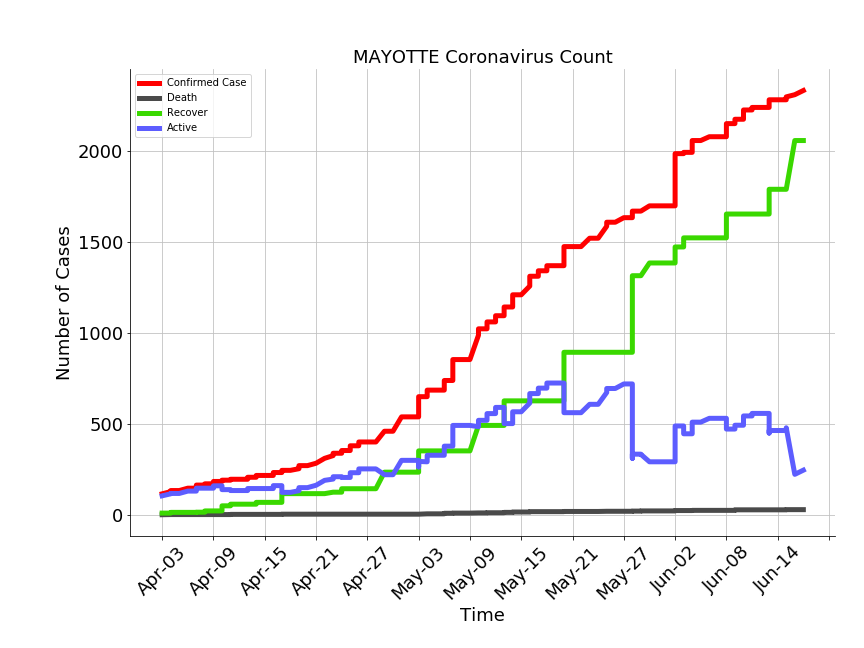 MAYOTTE Coronavirus Count
Confirmed Case
Death
Recover
Active
Number of Cases
2000
1500
1000
500
0
Apr-03 Apr-09 Apr-15 Apr-21 Apr-27 May-03 May-09 May-15 May-21 May-27 Jun-02 Jun-08 Jun-14
Time